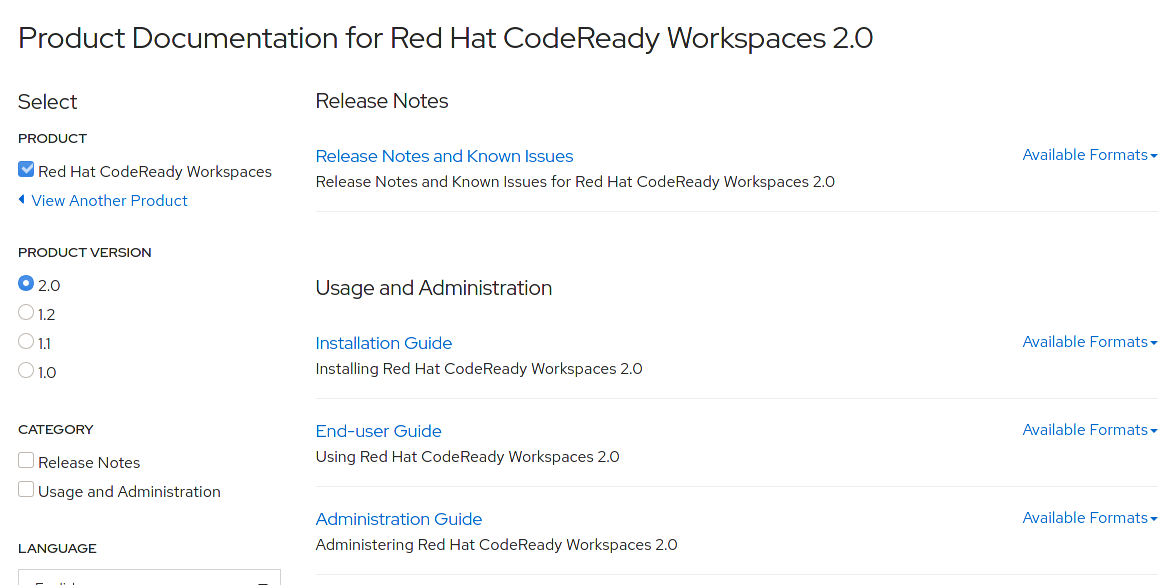 Product Documentation for Red Hat CodeReady Workspaces 2.0
Select
PRODUCT
Red Hat CodeReady Workspaces
View Another Product
PRODUCT VERSION
2.0
1.2
1.1
1.0
CATEGORY
Release Notes
Usage and Administration
LANGUAGE
Release Notes
Release Notes and Known Issues
Available Formats
Release Notes and Known Issues for Red Hat CodeReady Workspaces 2.0
Usage and Administration
Installation Guide
Available Formats
Installing Red Hat CodeReady Workspaces 2.0
End-user Guide
Available Formats
Using Red Hat CodeReady Workspaces 2.0
Administration Guide
Available Formats
Administering Red Hat CodeReady Workspaces 2.0